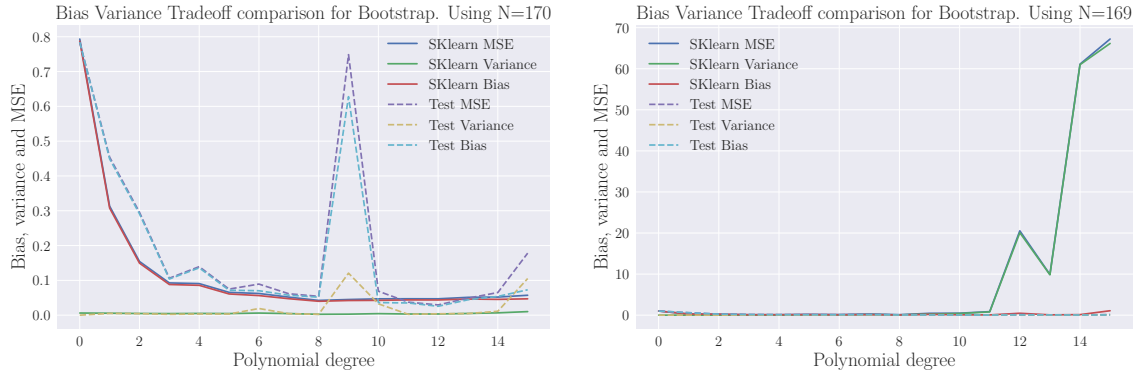 Bias Variance Tradeoff comparison for Bootstrap. Using N=170
0.8
0.7
0.6
0.5
0.4
0.3
0.2
0.1
0.0
Bias, variance and MSE
SKlearn MSE
SKlearn Variance
SKlearn Bias
Test MSE
Test Variance
Test Bias
0 2 4 6 8 10 12 14
Polynomial degree
Bias Variance Tradeoff comparison for Bootstrap. Using N=169
70
60
50
40
30
20
10
0
Bias, variance and MSE
SKlearn MSE
SKlearn Variance
SKlearn Bias
Test MSE
Test Variance
Test Bias
0 2 4 6 8 10 12 14
Polynomial degree